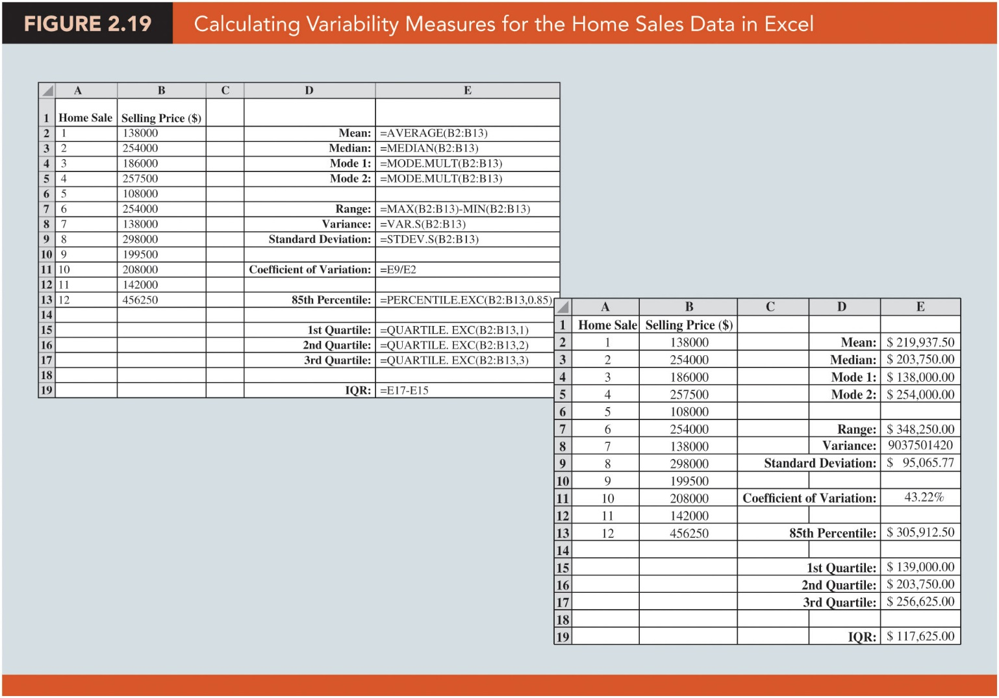 FIGURE 2.19 Calculating Variability Measures for the Home Sales Data in Excel
A B C D E
1 Home Sale Selling Price ($)
2 1 138000 Mean: =AVERAGE(B2:B13)
3 2 254000 Median: =MEDIAN(B2:B13)
4 3 186000 Mode 1: =MODE.MULT(B2:B13)
5 4 257500 Mode 2: =MODE.MULT(B2:B13)
6 5 108000
7 6 254000 Range: =MAX(B2:B13)-MIN(B2:B13)
8 7 138000 Variance: =VAR.S(B2:B13)
9 8 298000 Standard Deviation: =STDEV.S(B2:B13)
10 9 199500
11 10 208000 Coefficient of Variation: =E9/E2
12 11 142000
13 12 456250 85th Percentile: =PERCENTILE.EXC(B2:B13,0.85)
14
15 1st Quartile: =QUARTILE. EXC(B2:B13,1)
16 2nd Quartile: =QUARTILE. EXC(B2:B13,2)
17 3rd Quartile: =QUARTILE. EXC(B2:B13,3)
18
19 IQR: =E17-E15
A B C D E
1 Home Sale Selling Price ($)
2 1 138000 Mean: $ 219,937.50
3 2 254000 Median: $ 203,750.00
4 3 186000 Mode 1: $ 138,000.00
5 4 257500 Mode 2: $ 254,000.00
6 5 108000
7 6 254000 Range: $ 348,250.00
8 7 138000 Variance: 9037501420
9 8 298000 Standard Deviation: $ 95,065.77
10 9 199500
11 10 208000 Coefficient of Variation: 43.22%
12 11 142000
13 12 456250 85th Percentile: $ 305,912.50
14
15 1st Quartile: $ 139,000.00
16 2nd Quartile: $ 203,750.00
17 3rd Quartile: $ 256,625.00
18
19 IQR: $ 117,625.00